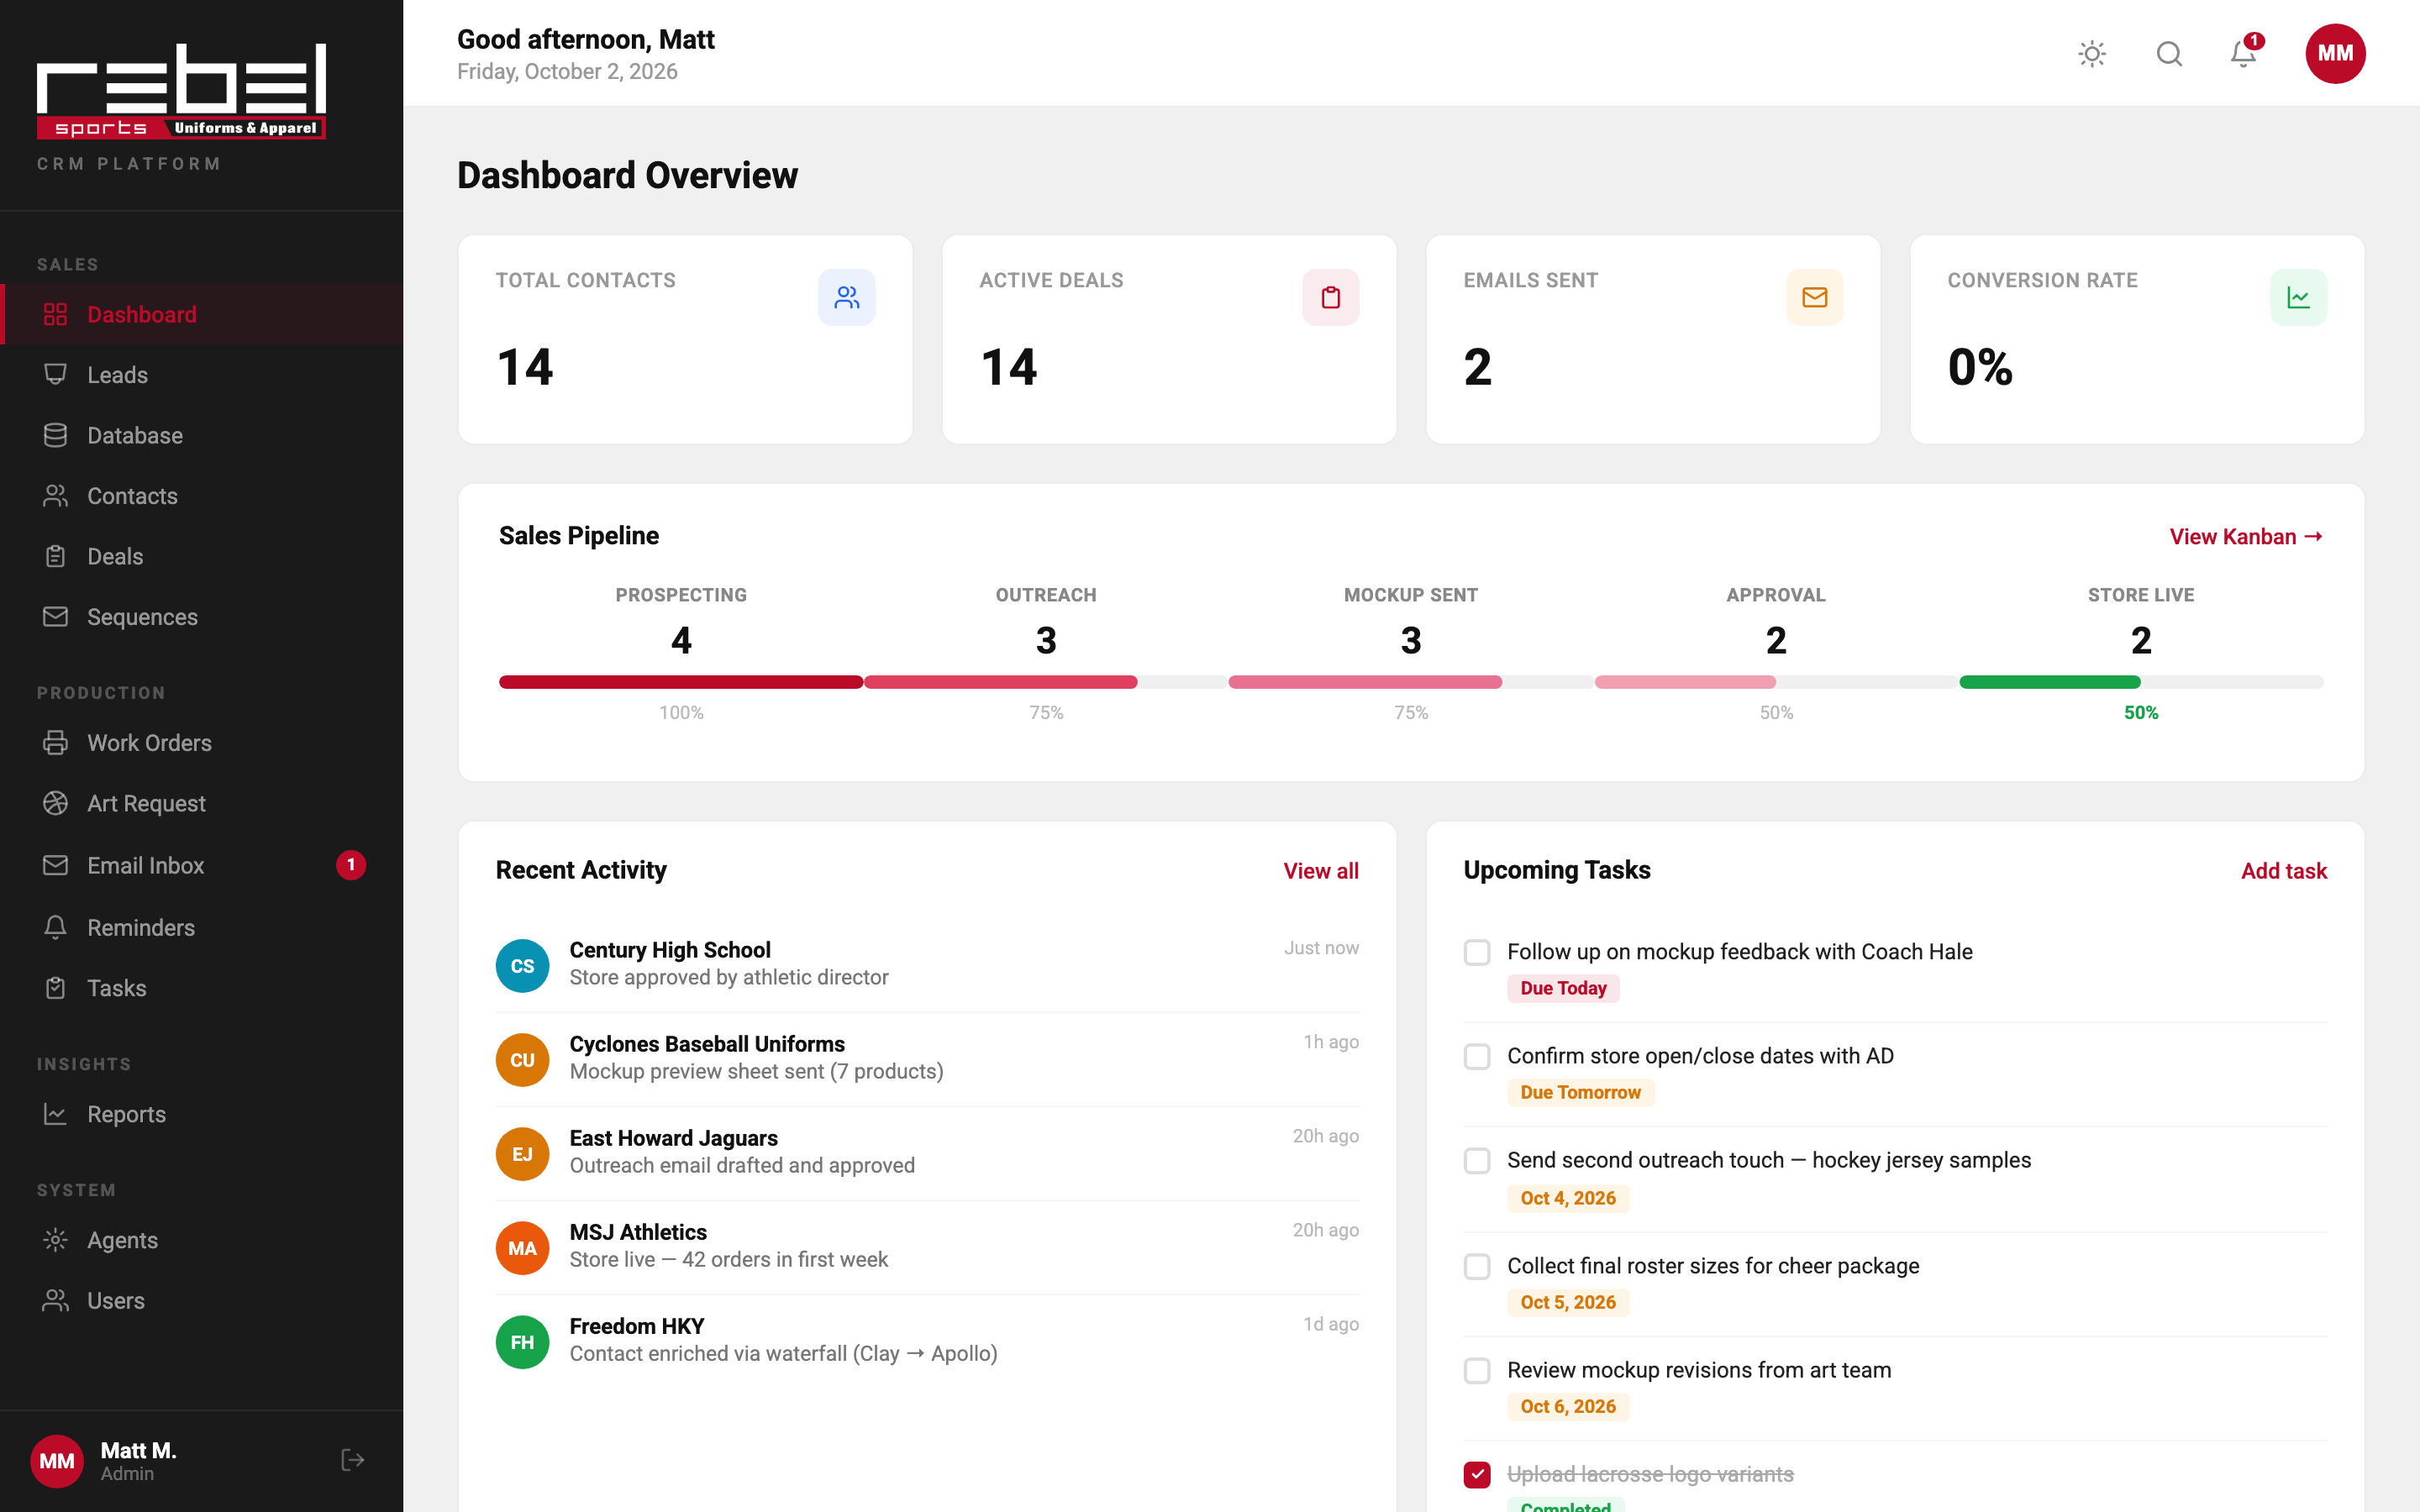 rebel
sports Uniforms & Apparel
CRM PLATFORM
SALES
Dashboard
Leads
Database
Contacts
Deals
Sequences
PRODUCTION
Work Orders
Art Request
Email Inbox 1
Reminders
Tasks
INSIGHTS
Reports
SYSTEM
Agents
Users
MM
Matt M.
Admin
Good afternoon, Matt
Friday, October 2, 2026
1
MM
Dashboard Overview
TOTAL CONTACTS
14
ACTIVE DEALS
14
EMAILS SENT
2
CONVERSION RATE
0%
Sales Pipeline
View Kanban →
PROSPECTING
4
100%
OUTREACH
3
75%
MOCKUP SENT
3
75%
APPROVAL
2
50%
STORE LIVE
2
50%
Recent Activity
View all
CS
Century High School
Just now
Store approved by athletic director
CU
Cyclones Baseball Uniforms
1h ago
Mockup preview sheet sent (7 products)
EJ
East Howard Jaguars
20h ago
Outreach email drafted and approved
MA
MSJ Athletics
20h ago
Store live — 42 orders in first week
FH
Freedom HKY
1d ago
Contact enriched via waterfall (Clay → Apollo)
Upcoming Tasks
Add task
Follow up on mockup feedback with Coach Hale
Due Today
Confirm store open/close dates with AD
Due Tomorrow
Send second outreach touch — hockey jersey samples
Oct 4, 2026
Collect final roster sizes for cheer package
Oct 5, 2026
Review mockup revisions from art team
Oct 6, 2026
Upload lacrosse logo variants
Completed